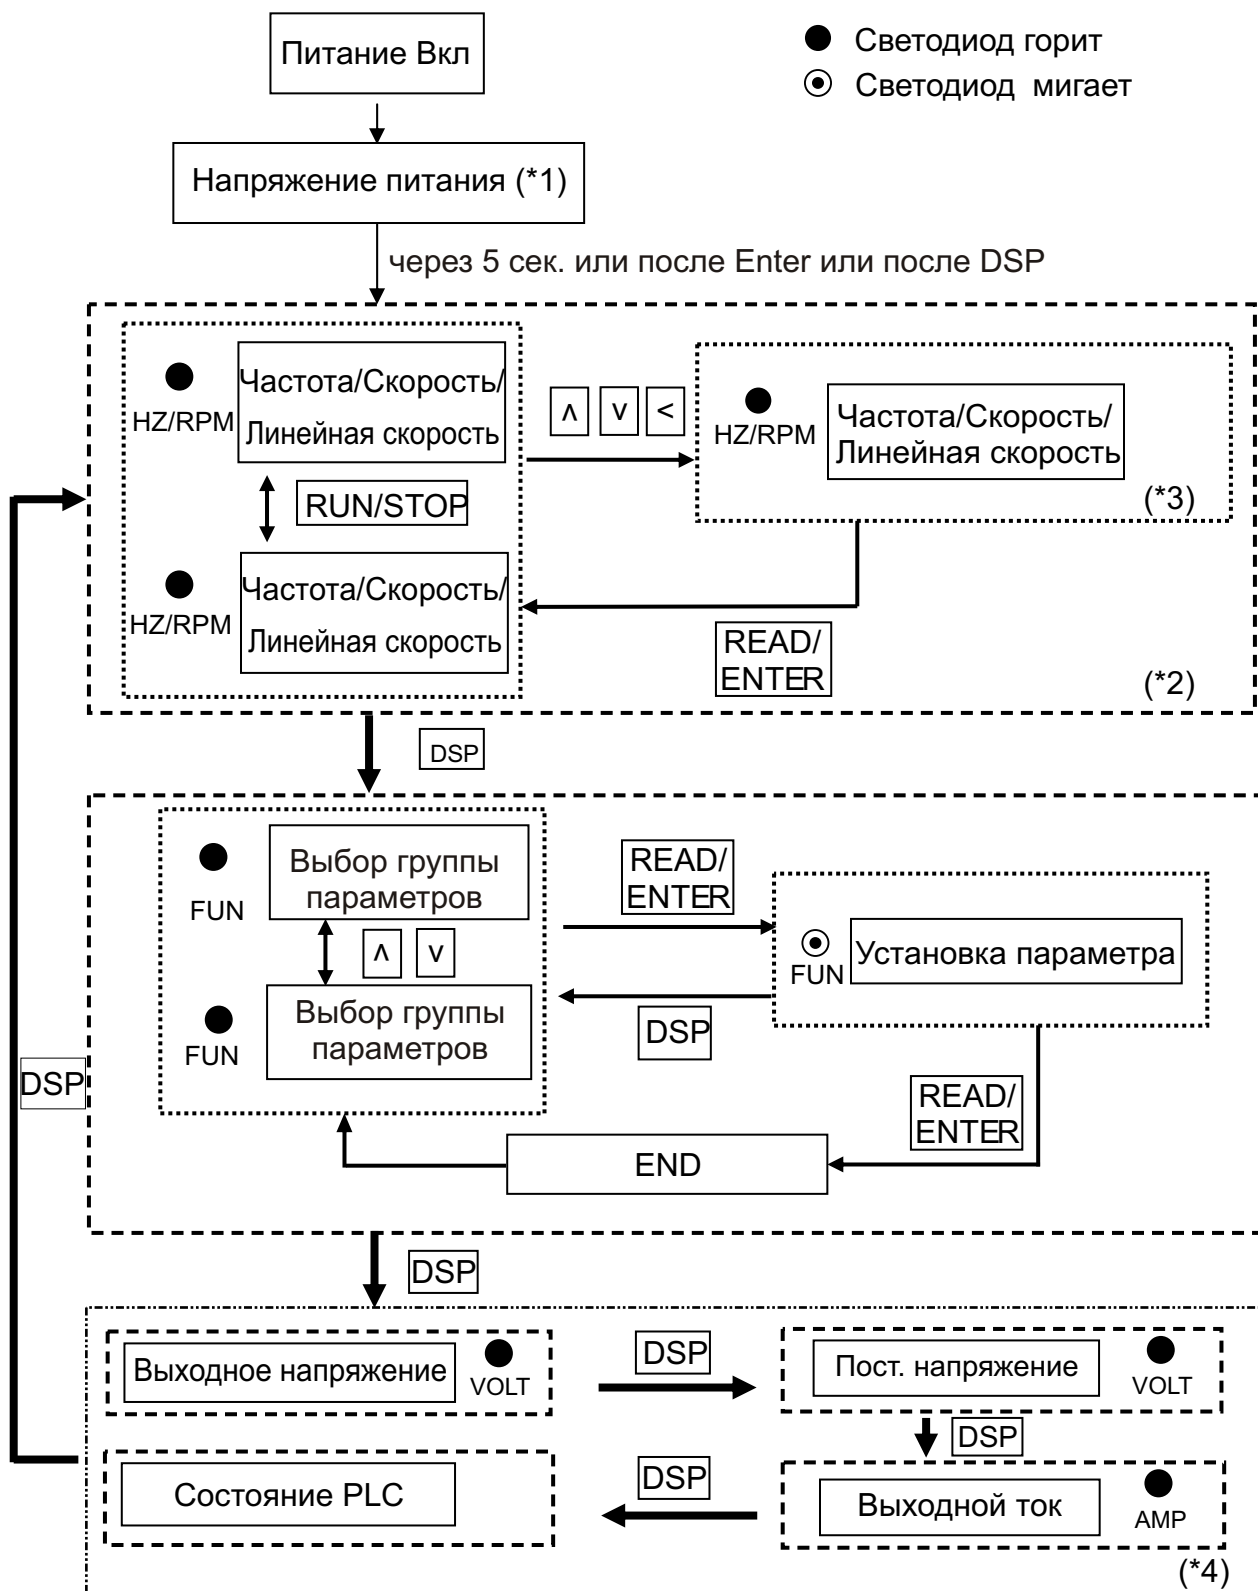 Питание Вкл
Светодиод горит
Светодиод мигает
Напряжение питания (*1)
через 5 сек. или после Enter или после DSP
HZ/RPM
Частота/Скорость/
Линейная скорость
ʌ v <
HZ/RPM
Частота/Скорость/
Линейная скорость
(*3)
RUN/STOP
HZ/RPM
Частота/Скорость/
Линейная скорость
READ/
ENTER
(*2)
DSP
FUN
Выбор группы
параметров
READ/
ENTER
FUN
Установка параметра
ʌ v
FUN
Выбор группы
параметров
DSP
DSP
READ/
ENTER
END
DSP
Выходное напряжение
VOLT
DSP
Пост. напряжение
VOLT
DSP
Состояние PLC
DSP
Выходной ток
AMP
(*4)